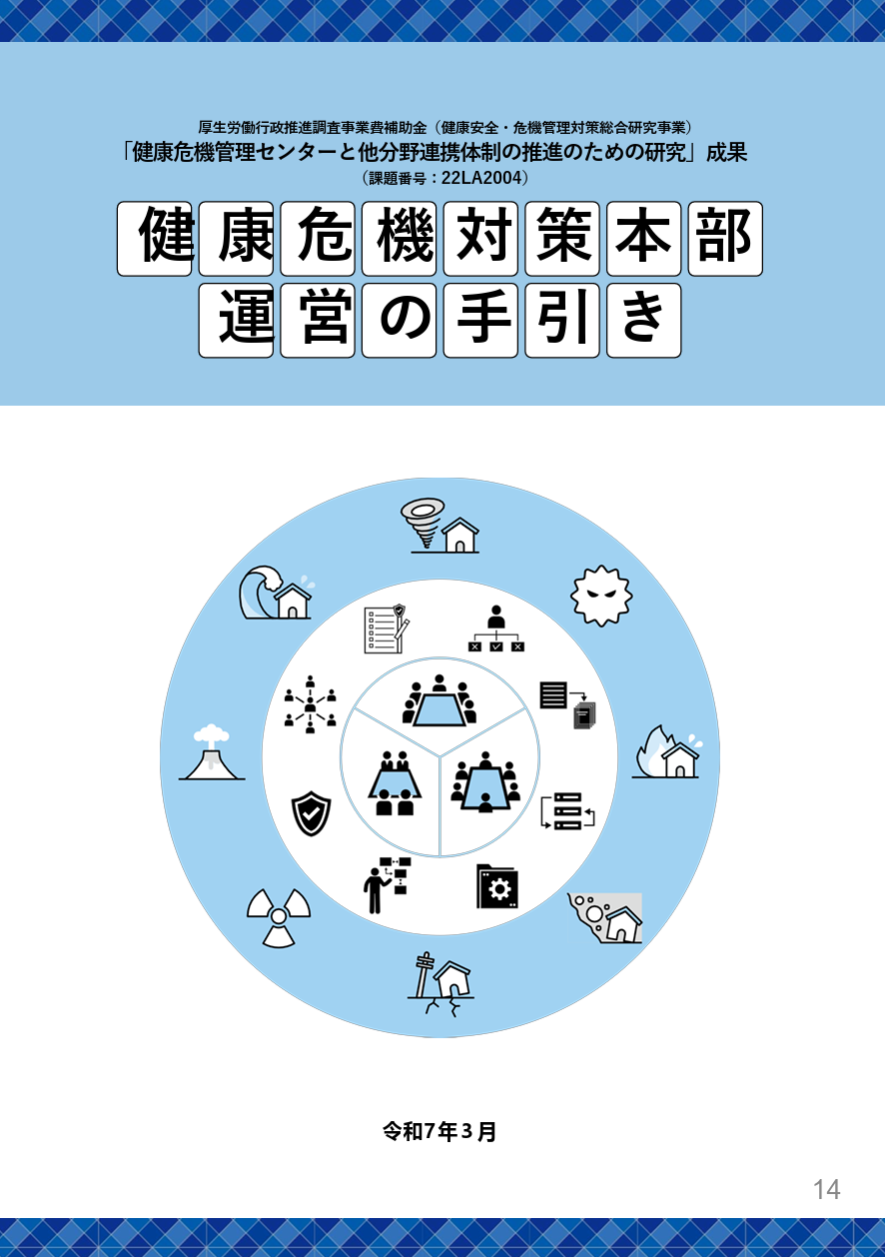 厚生労働行政推進調査事業費補助金（健康安全・危機管理対策総合研究事業）
「健康危機管理センターと他分野連携体制の推進のための研究」成果
（課題番号：22LA2004）
健康危機対策本部
運営の手引き
令和7年３月
14